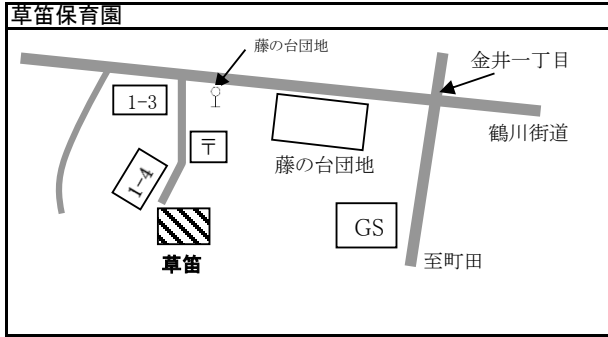 草笛保育園
藤の台団地
金井一丁目
1-3
鶴川街道
〒
藤の台団地
1-4
GS
草笛
至町田